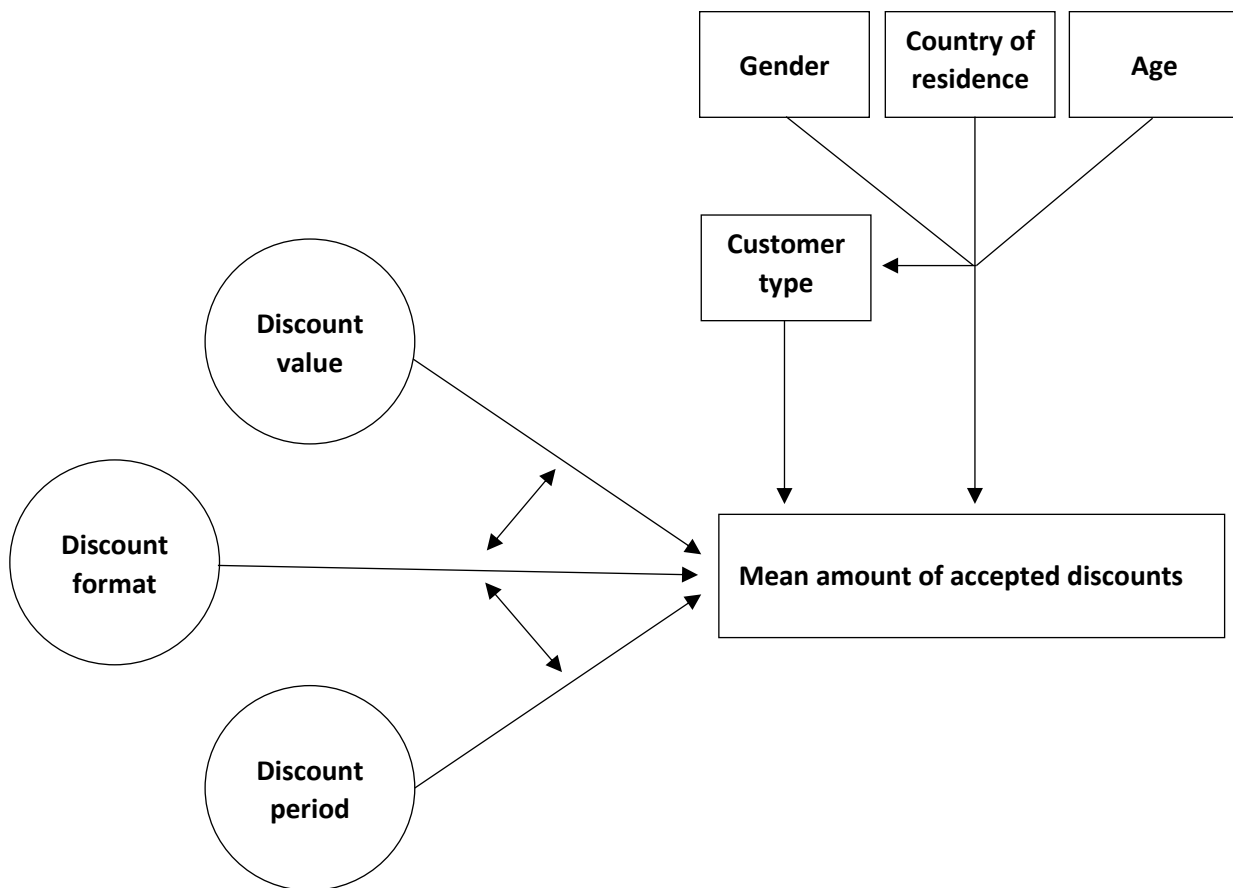 Gender
Country of
residence
Age
Customer
type
Discount
value
Discount
format
Mean amount of accepted discounts
Discount
period